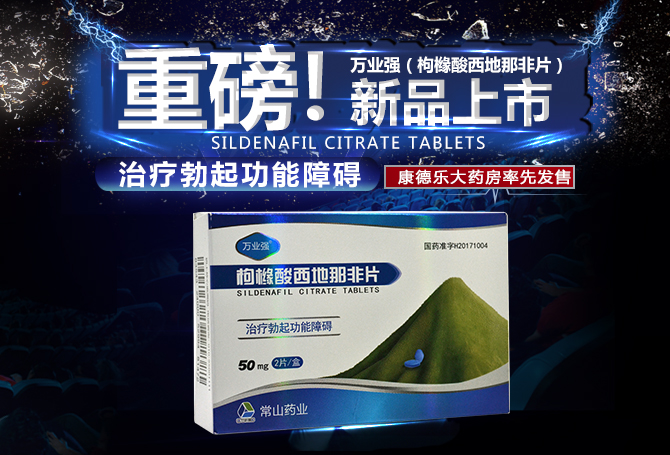 重磅！
万业强（枸橼酸西地那非片）
新品上市
SILDENAFIL CITRATE TABLETS
治疗勃起功能障碍
康德乐大药房率先发售
万业强
国药准字H20171004
枸橼酸西地那非片
SILDENAFIL CITRATE TABLETS
治疗勃起功能障碍
50mg 2片/盒
常山药业